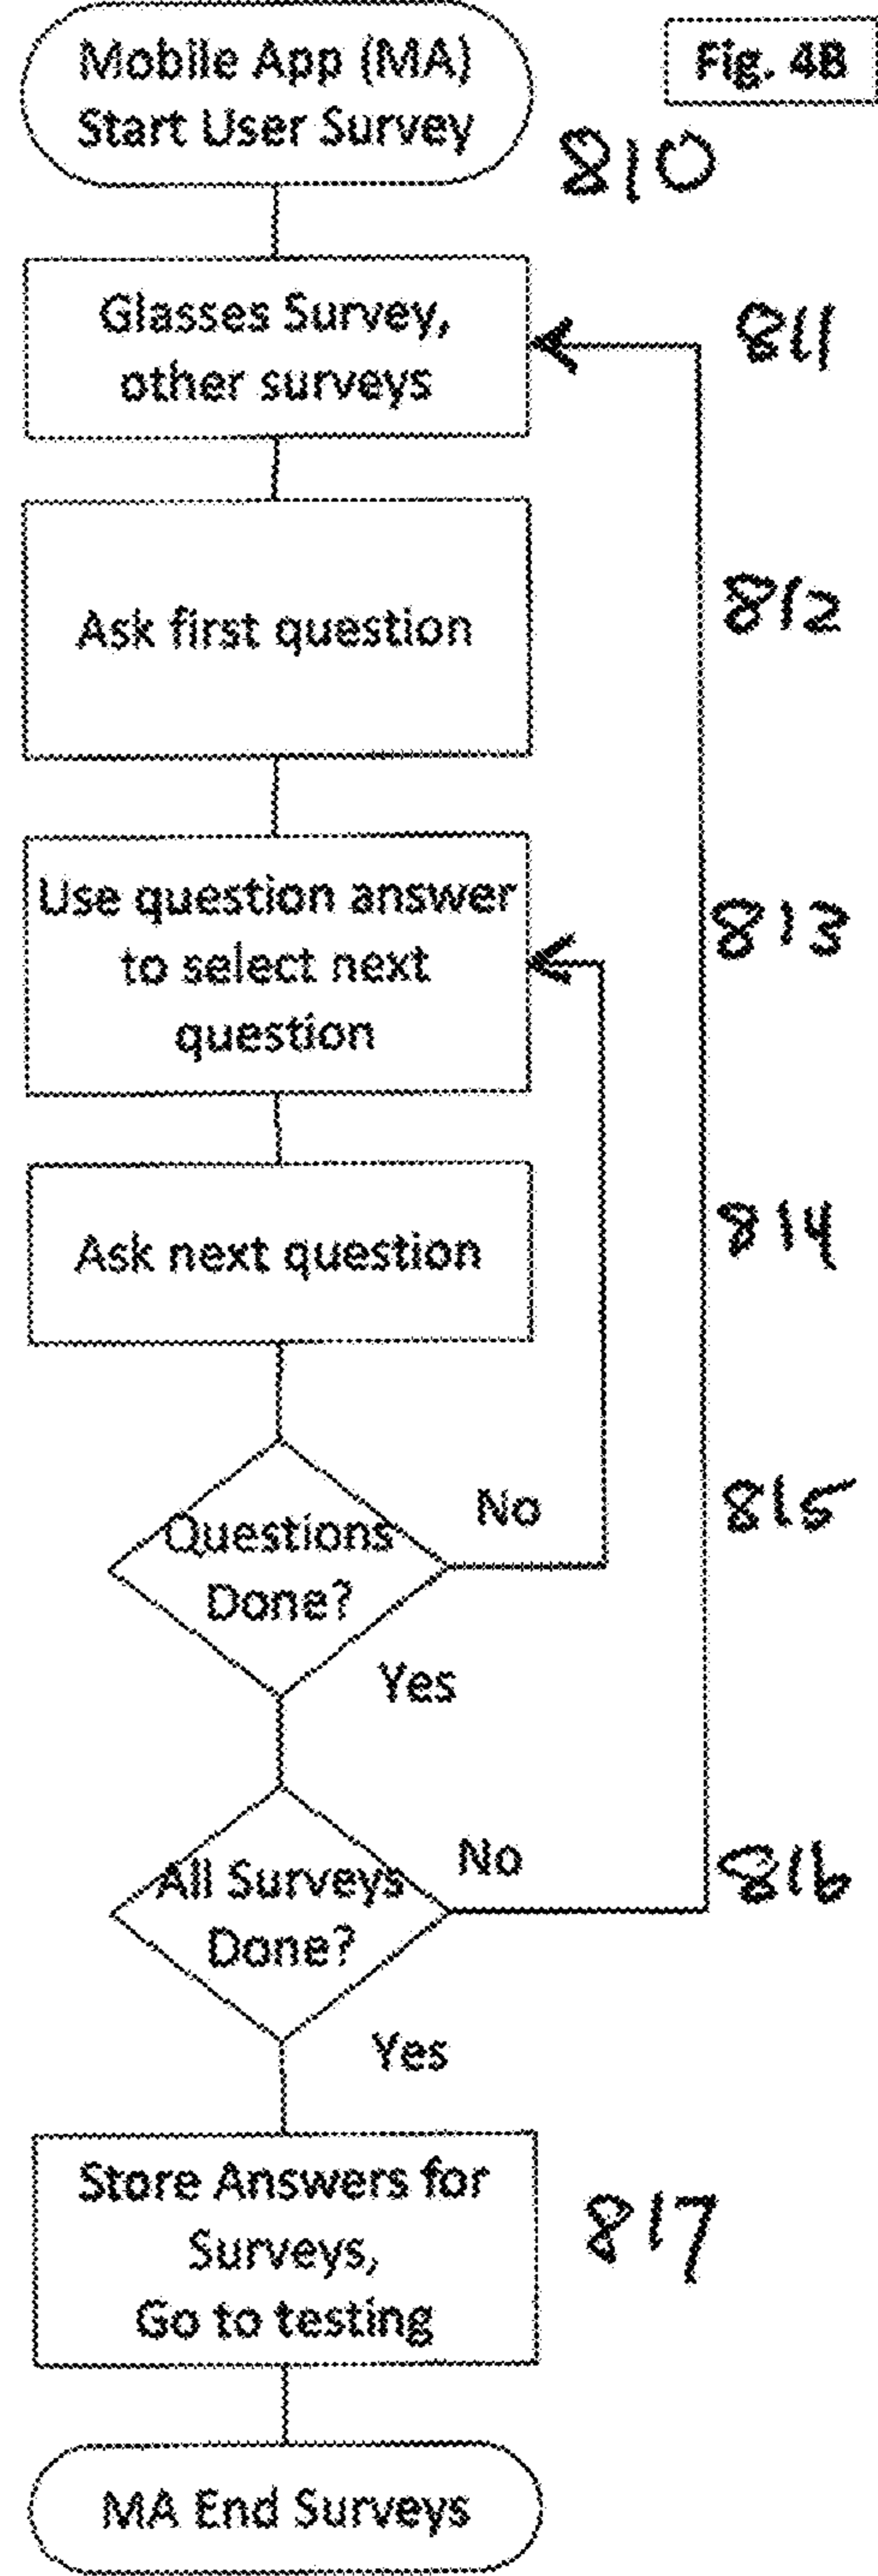 Mobile App (MA)
Start User Survey
Fig. 4B
810
Glasses Survey,
other surveys
811
Ask first question
812
Use question answer
to select next
question
813
Ask next question
814
Questions
Done?
No
815
Yes
All Surveys
Done?
No
816
Yes
Store Answers for
Surveys,
Go to testing
817
MA End Surveys